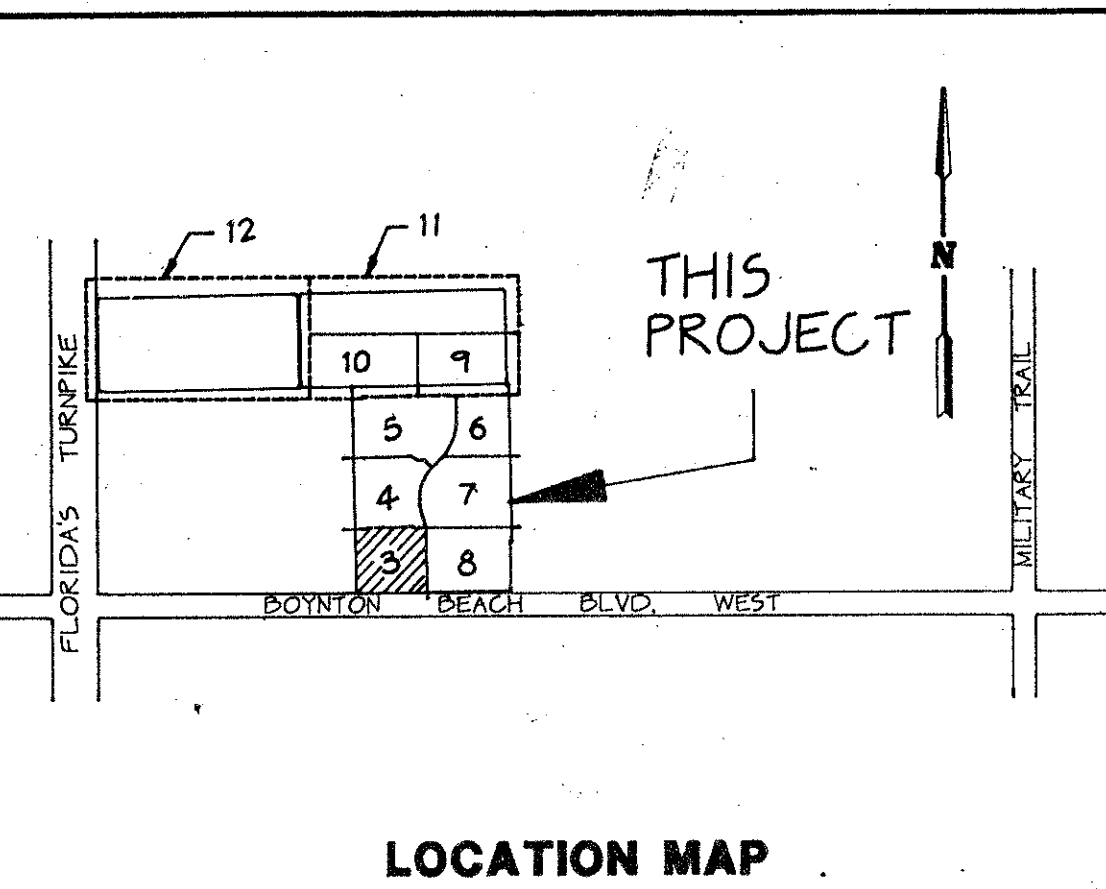 12
11
N
THIS
PROJECT
10
9
5
6
4
7
3
8
FLORIDA'S TURNPIKE
MILITARY TRAIL
BOYNTON BEACH BLVD. WEST
LOCATION MAP